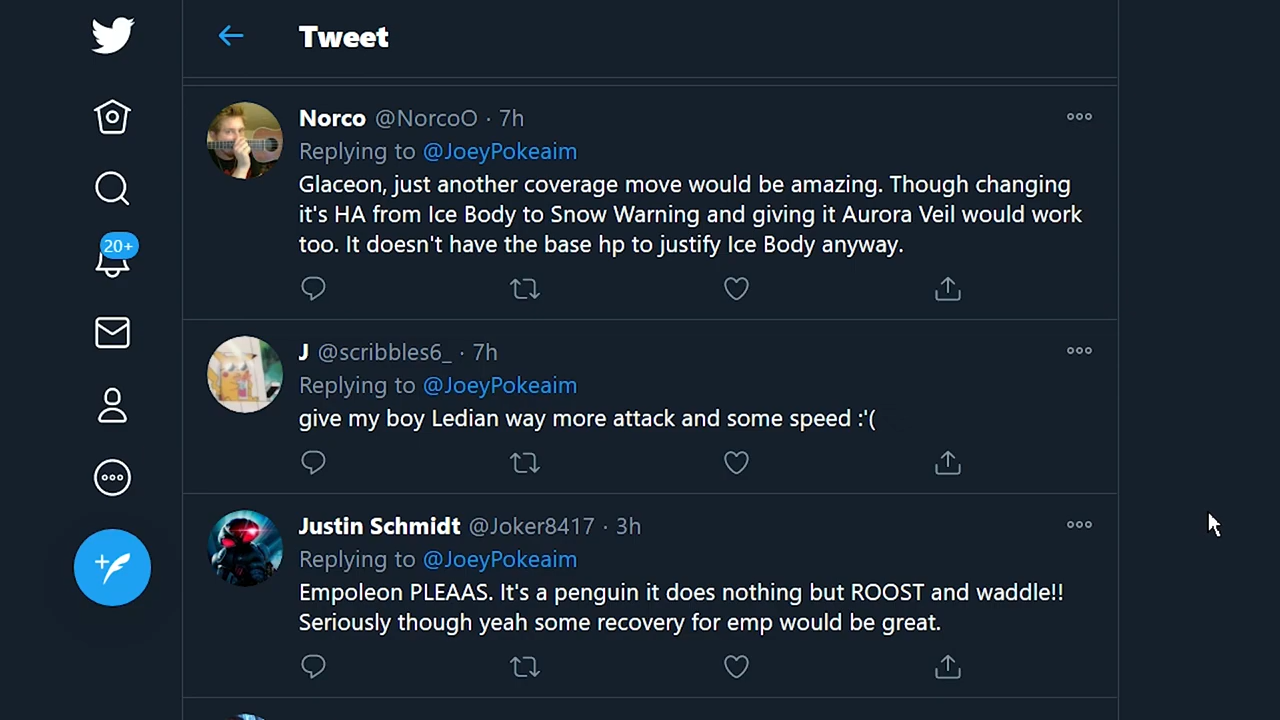 Tweet
Norco @NorcoO · 7h
Replying to @JoeyPokeaim
Glaceon, just another coverage move would be amazing. Though changing
it's HA from Ice Body to Snow Warning and giving it Aurora Veil would work
too. It doesn't have the base hp to justify Ice Body anyway.
20+
J @scribbles6_ · 7h
Replying to @JoeyPokeaim
give my boy Ledian way more attack and some speed :'(
Justin Schmidt @Joker8417 · 3h
Replying to @JoeyPokeaim
Empoleon PLEAAS. It's a penguin it does nothing but ROOST and waddle!!
Seriously though yeah some recovery for emp would be great.